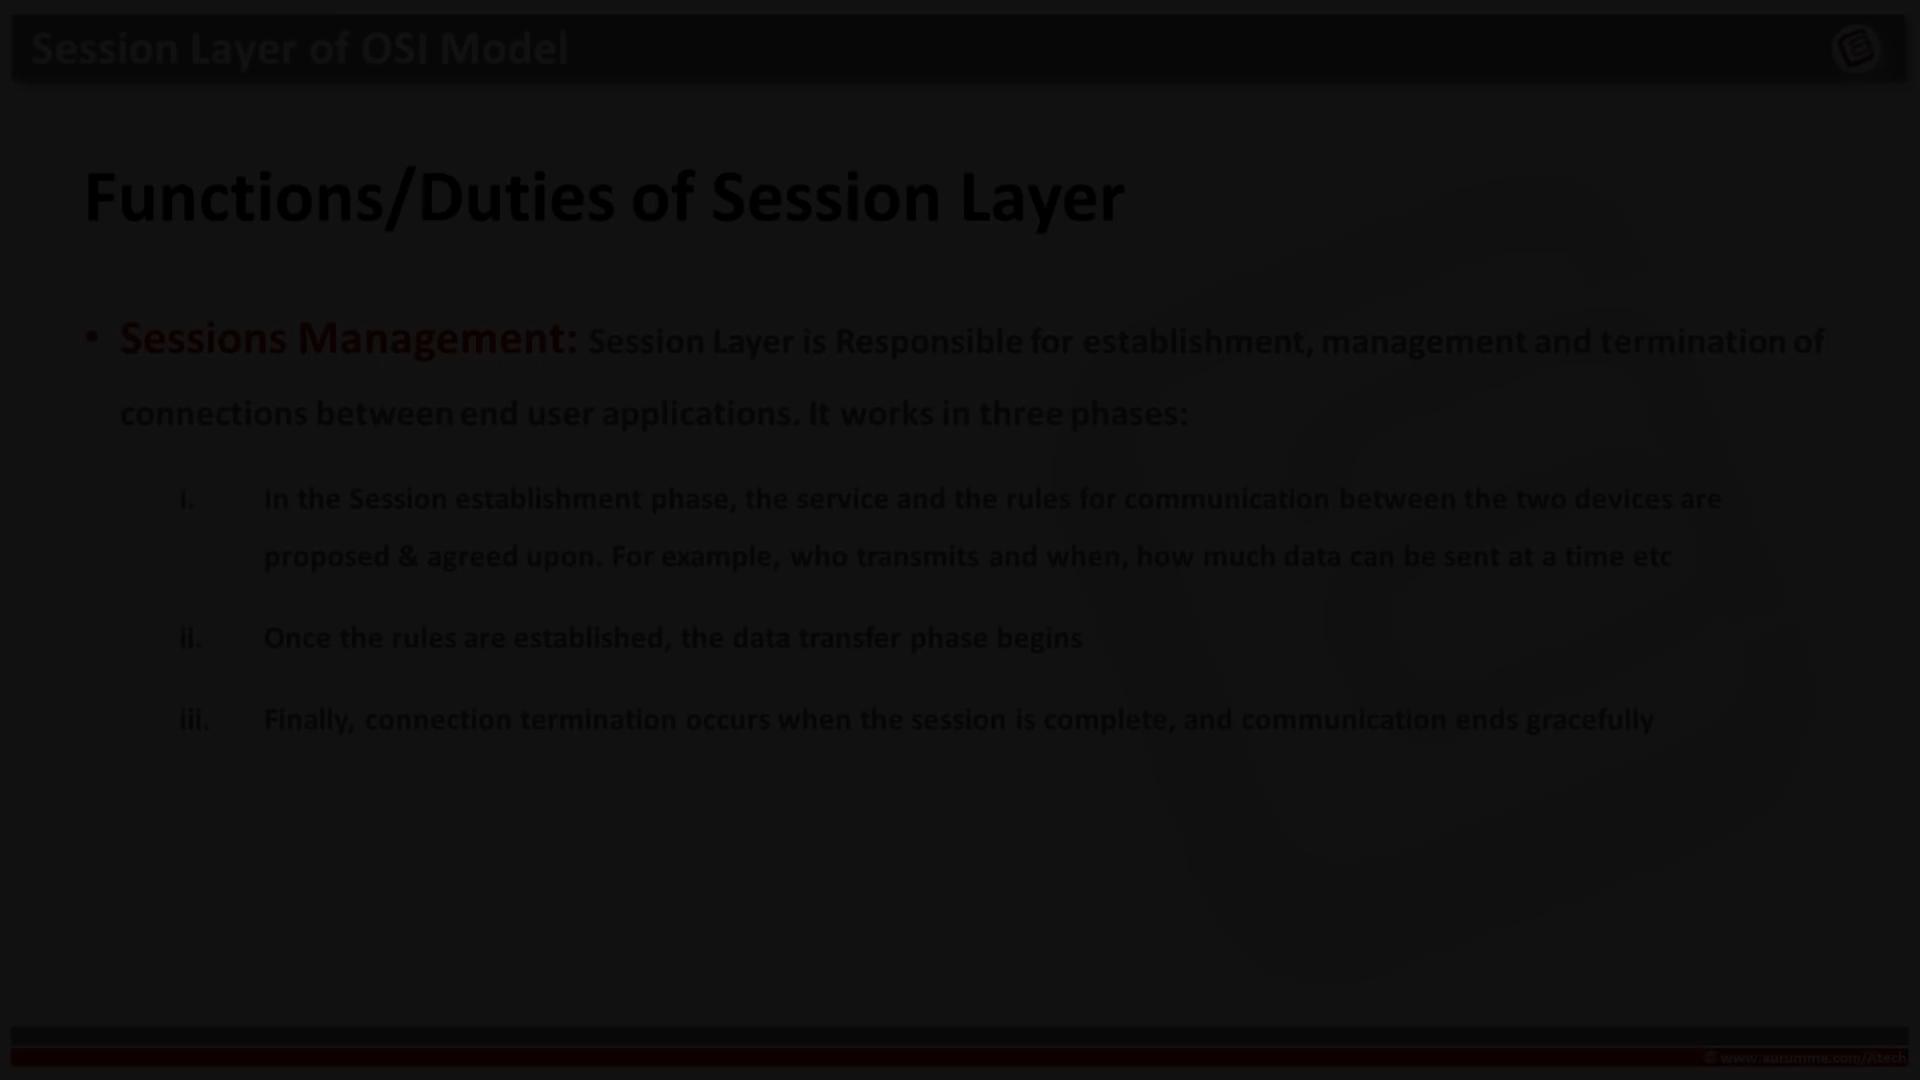 Session Layer of OSI Model
Functions/Duties of Session Layer
• Sessions Management: Session Layer is Responsible for establishment, management and termination of
connections between end user applications. It works in three phases:
i. In the Session establishment phase, the service and the rules for communication between the two devices are
proposed & agreed upon. For example, who transmits and when, how much data can be sent at a time etc
ii. Once the rules are established, the data transfer phase begins
iii. Finally, connection termination occurs when the session is complete, and communication ends gracefully
© www.aurumme.com/Atech